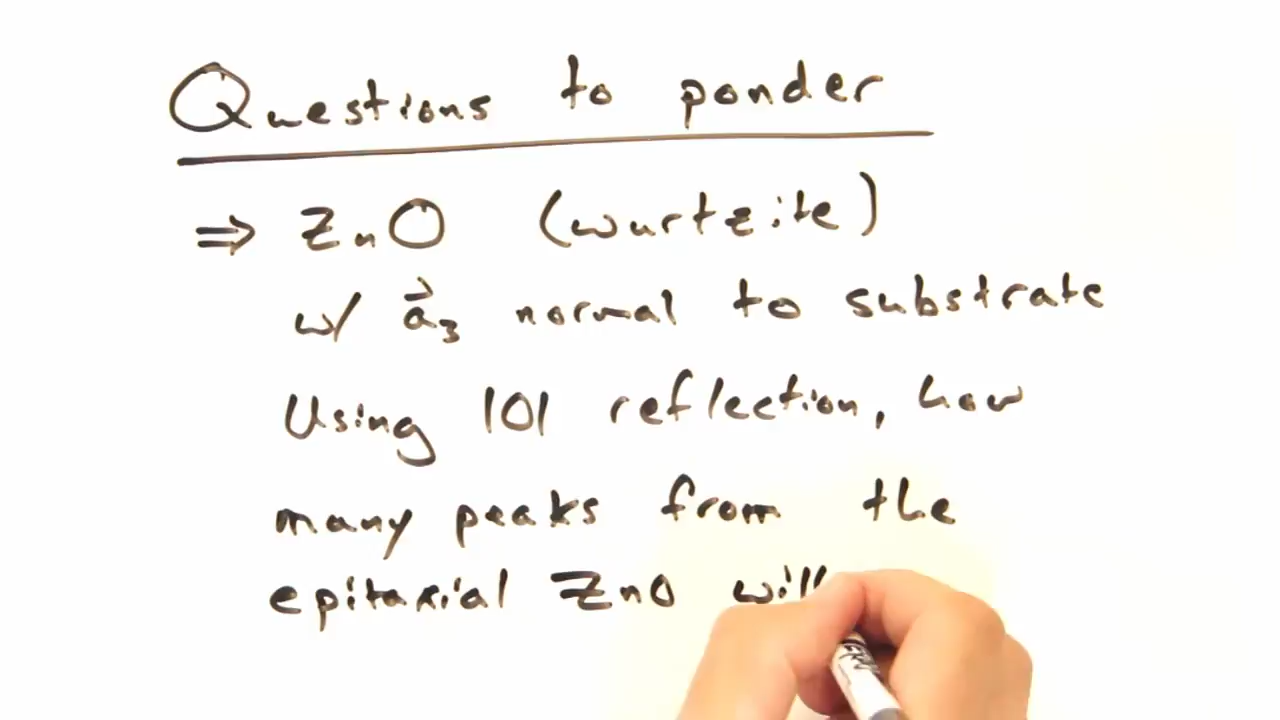 Questions to ponder
⇒ ZnO (wurtzite)
w/ a⃗₃ normal to substrate
Using 101 reflection, how
many peaks from the
epitaxial ZnO will